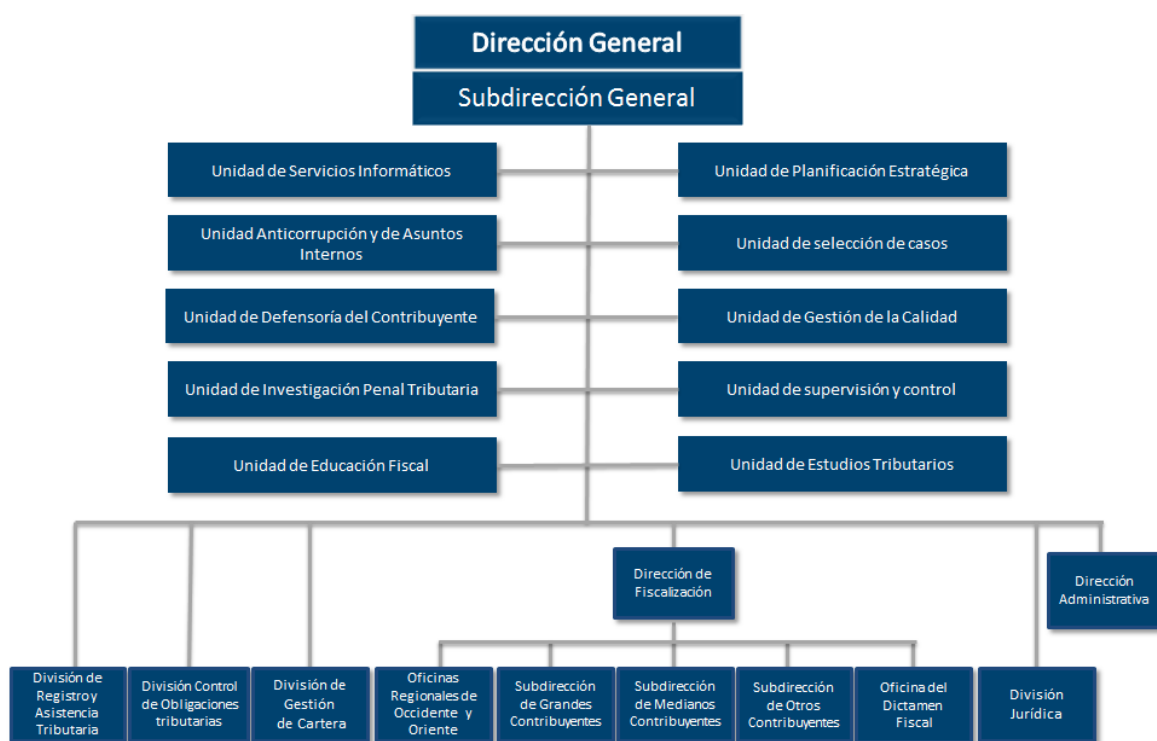 Dirección General
Subdirección General
Unidad de Servicios Informáticos
Unidad de Planificación Estratégica
Unidad Anticorrupción y de Asuntos
Internos
Unidad de selección de casos
Unidad de Defensoría del Contribuyente
Unidad de Gestión de la Calidad
Unidad de Investigación Penal Tributaria
Unidad de supervisión y control
Unidad de Educación Fiscal
Unidad de Estudios Tributarios
Dirección de
Fiscalización
Dirección
Administrativa
División de
Registro y
Asistencia
Tributaria
División Control
de Obligaciones
tributarias
División de
Gestión
de Cartera
Oficinas
Regionales de
Occidente y
Oriente
Subdirección
de Grandes
Contribuyentes
Subdirección
de Medianos
Contribuyentes
Subdirección
de Otros
Contribuyentes
Oficina del
Dictamen
Fiscal
División
Jurídica